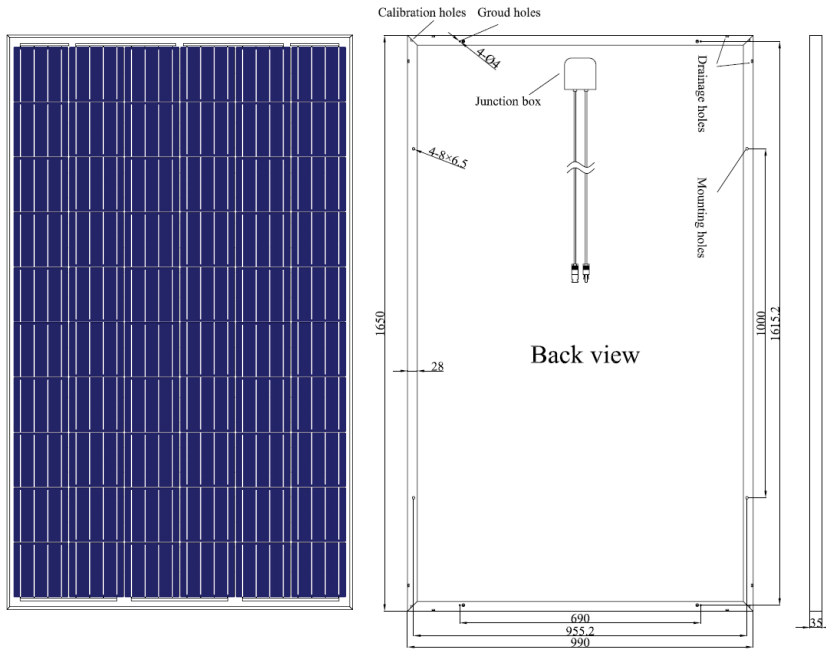 Calibration holes
Groud holes
4-Ø4
Junction box
Drainage holes
4-8×6.5
Mounting holes
1650
1000
1615.2
Back view
28
690
955.2
990
35